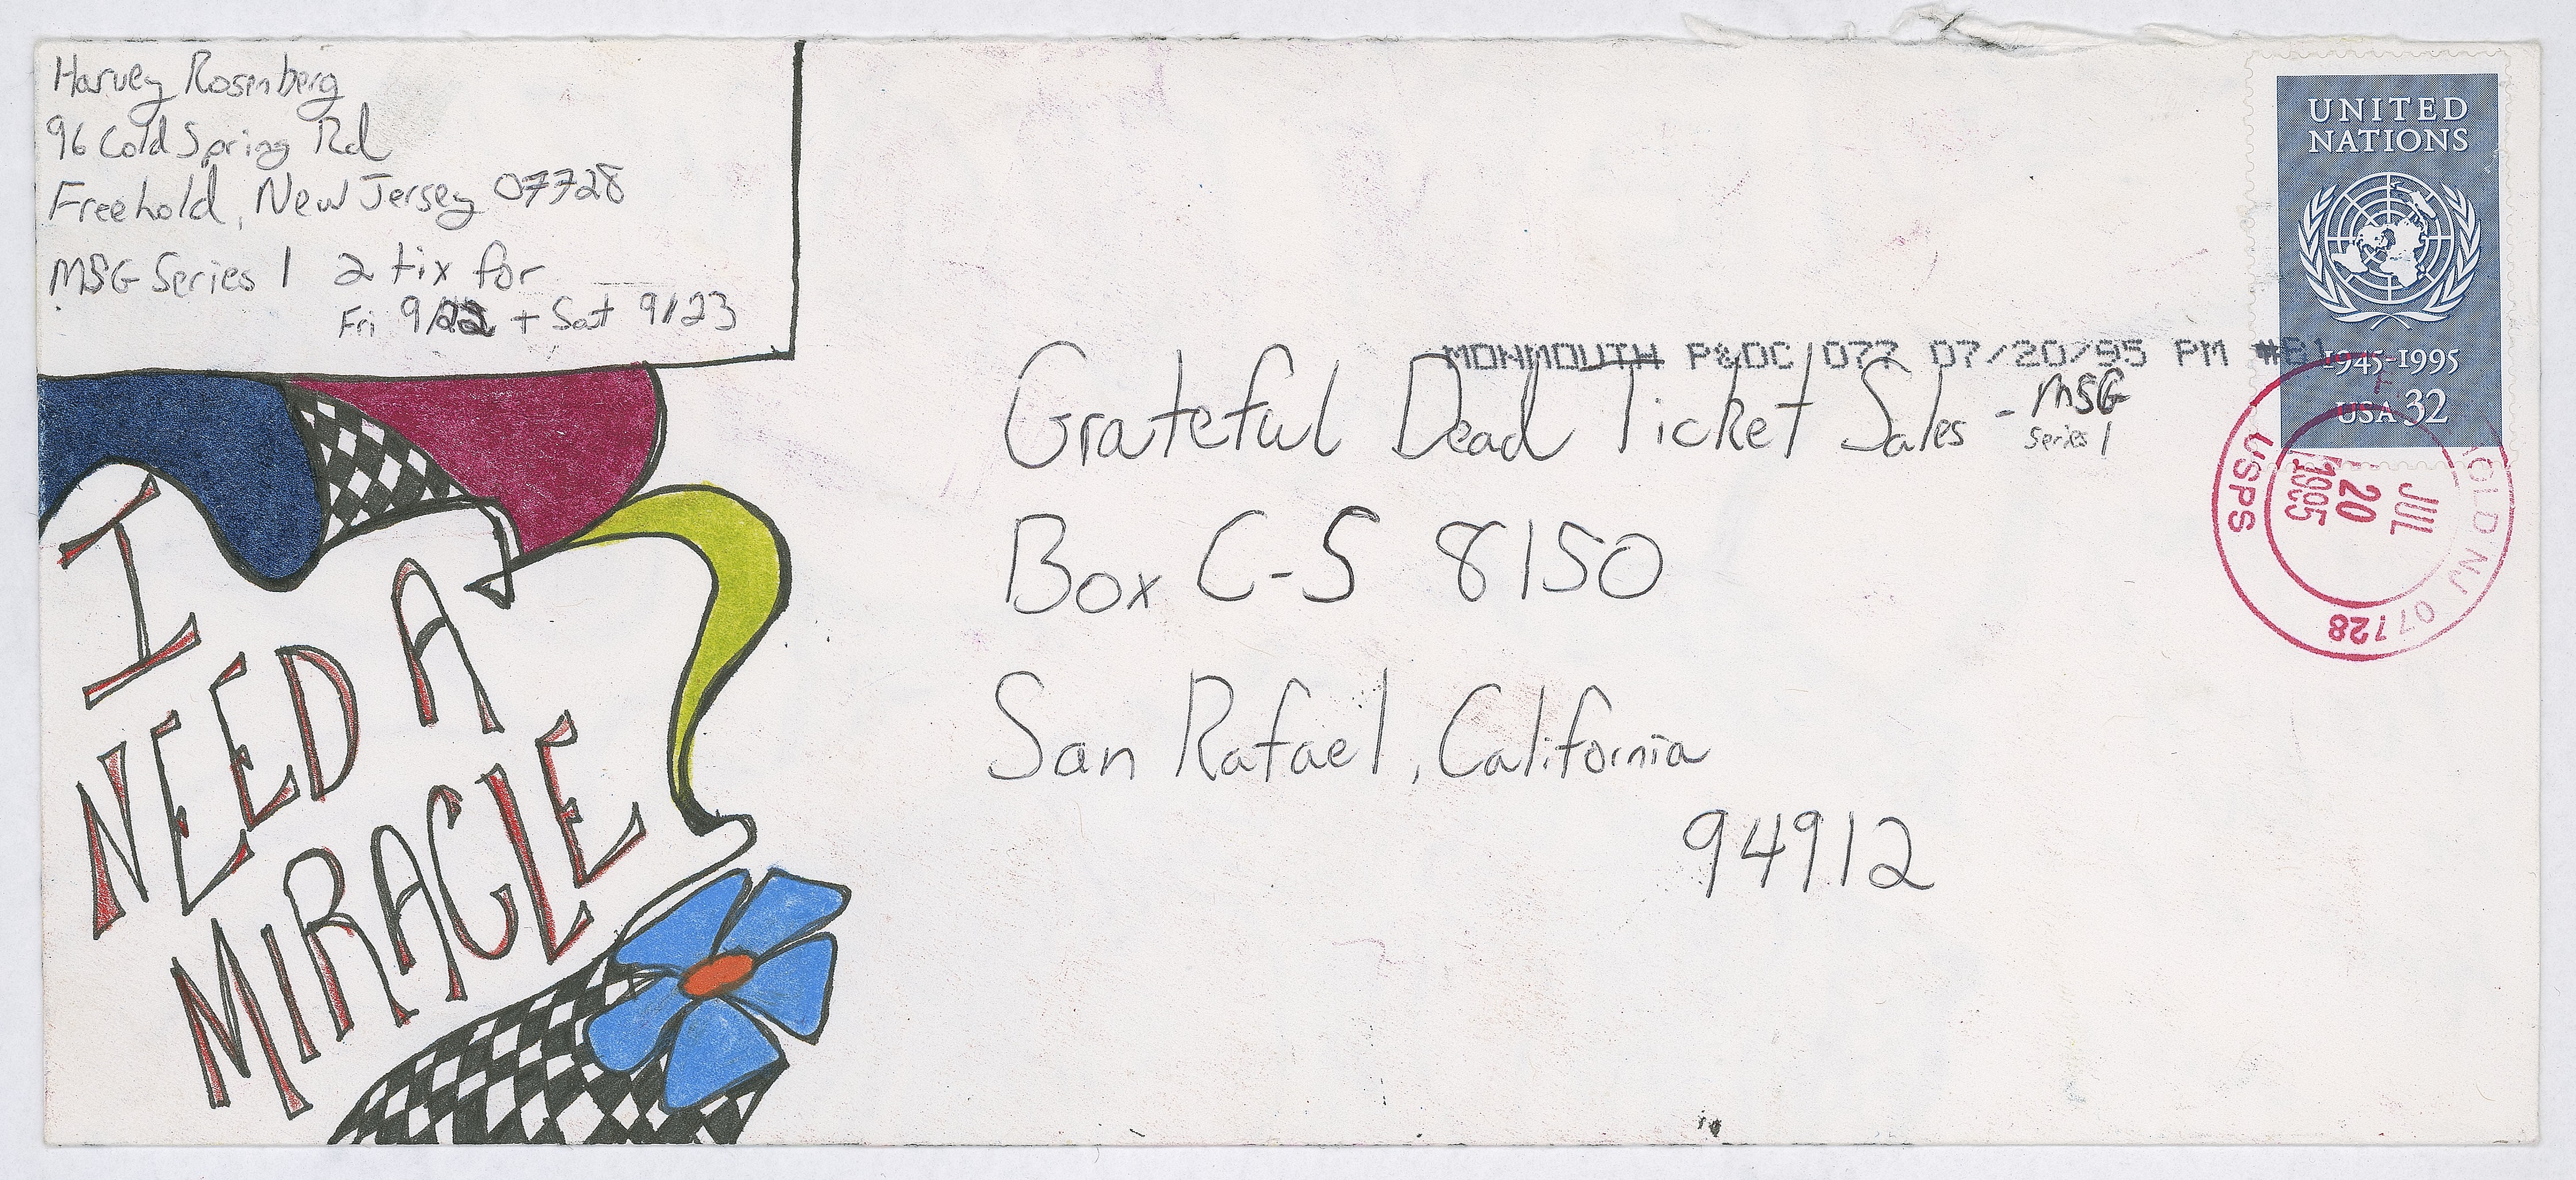 Harvey Rosenberg
96 Cold Spring Rd
Freehold, New Jersey 07728
MSG Series 1 2 tix for
Fri 9/22 + Sat 9/23
UNITED
NATIONS
1945-1995
USA 32
MONMOUTH P&DC 077 07/20/95 PM #B1
USPS
JUL
20
1995
OLD NJ 07728
Grateful Dead Ticket Sales - MSG
Series 1
Box C-S 8150
San Rafael, California
94912
I
NEED A
MIRACLE